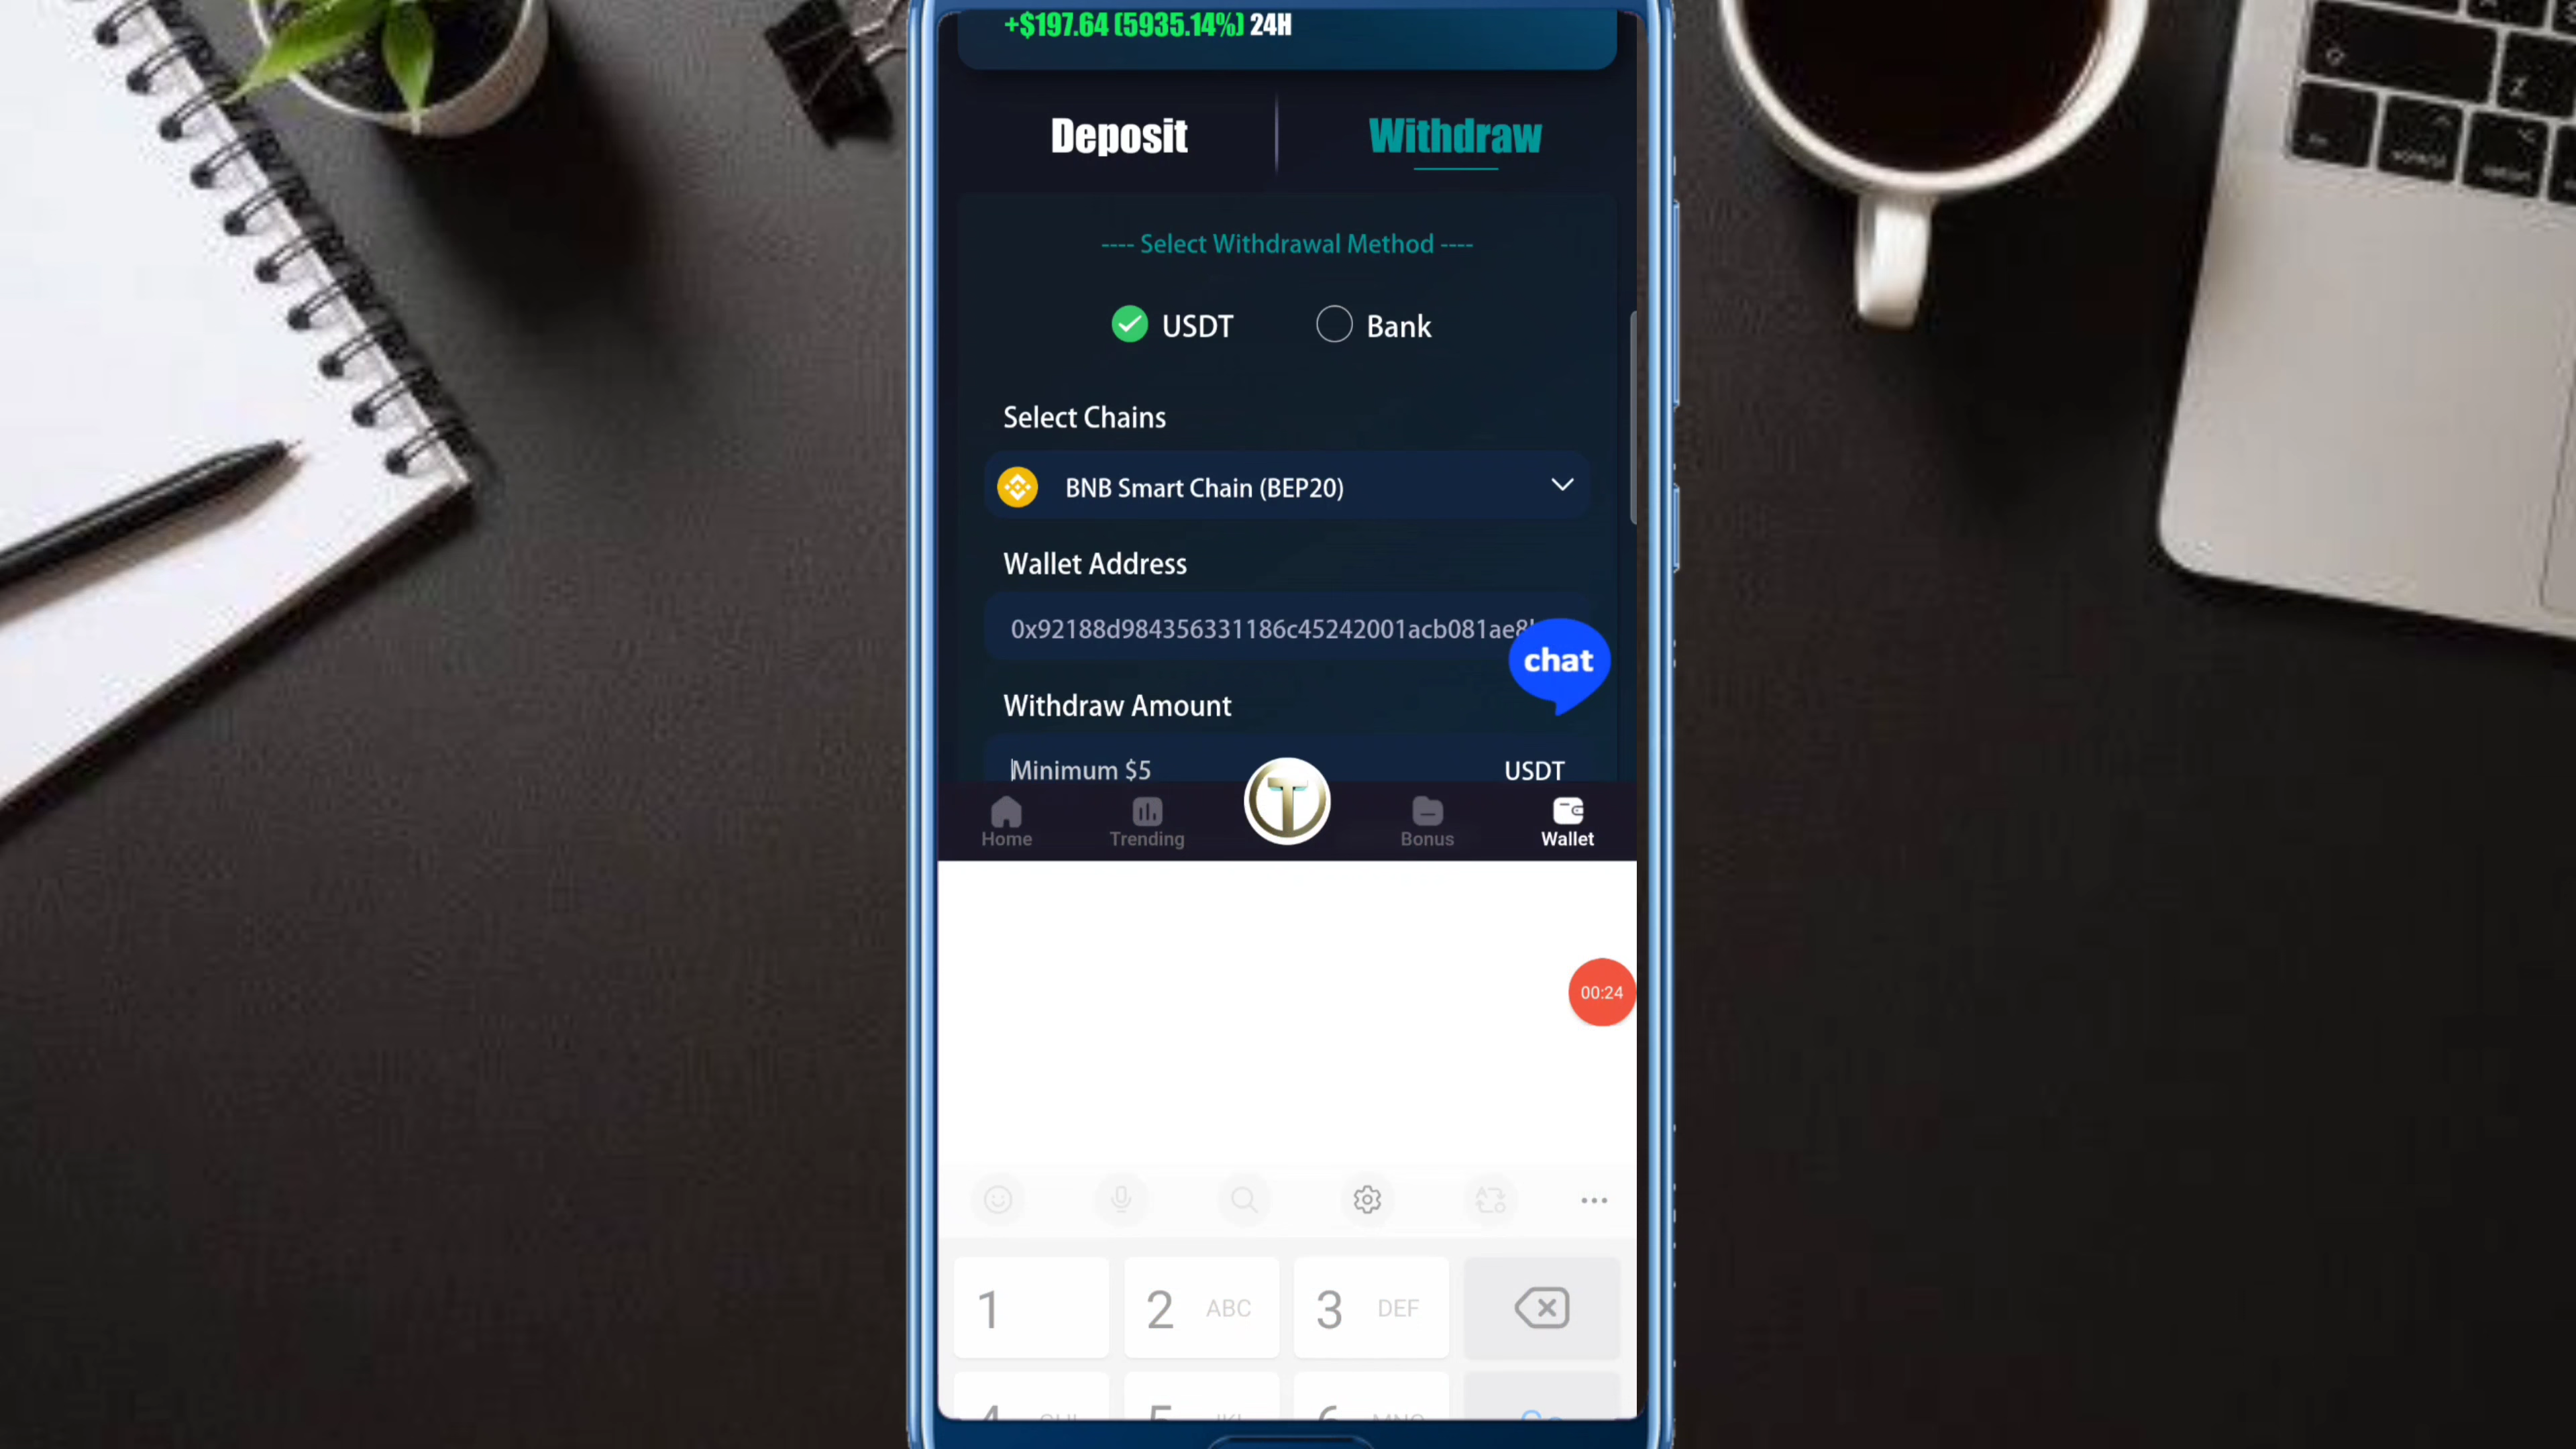 +$197.64 (5935.14%) 24H
Deposit
Withdraw
---- Select Withdrawal Method ----
USDT
Bank
Select Chains
BNB Smart Chain (BEP20)
Wallet Address
0x92188d984356331186c45242001acb081ae8
chat
Withdraw Amount
Minimum $5
USDT
T
Home
Trending
Bonus
Wallet
00:24
1
2 ABC
3 DEF